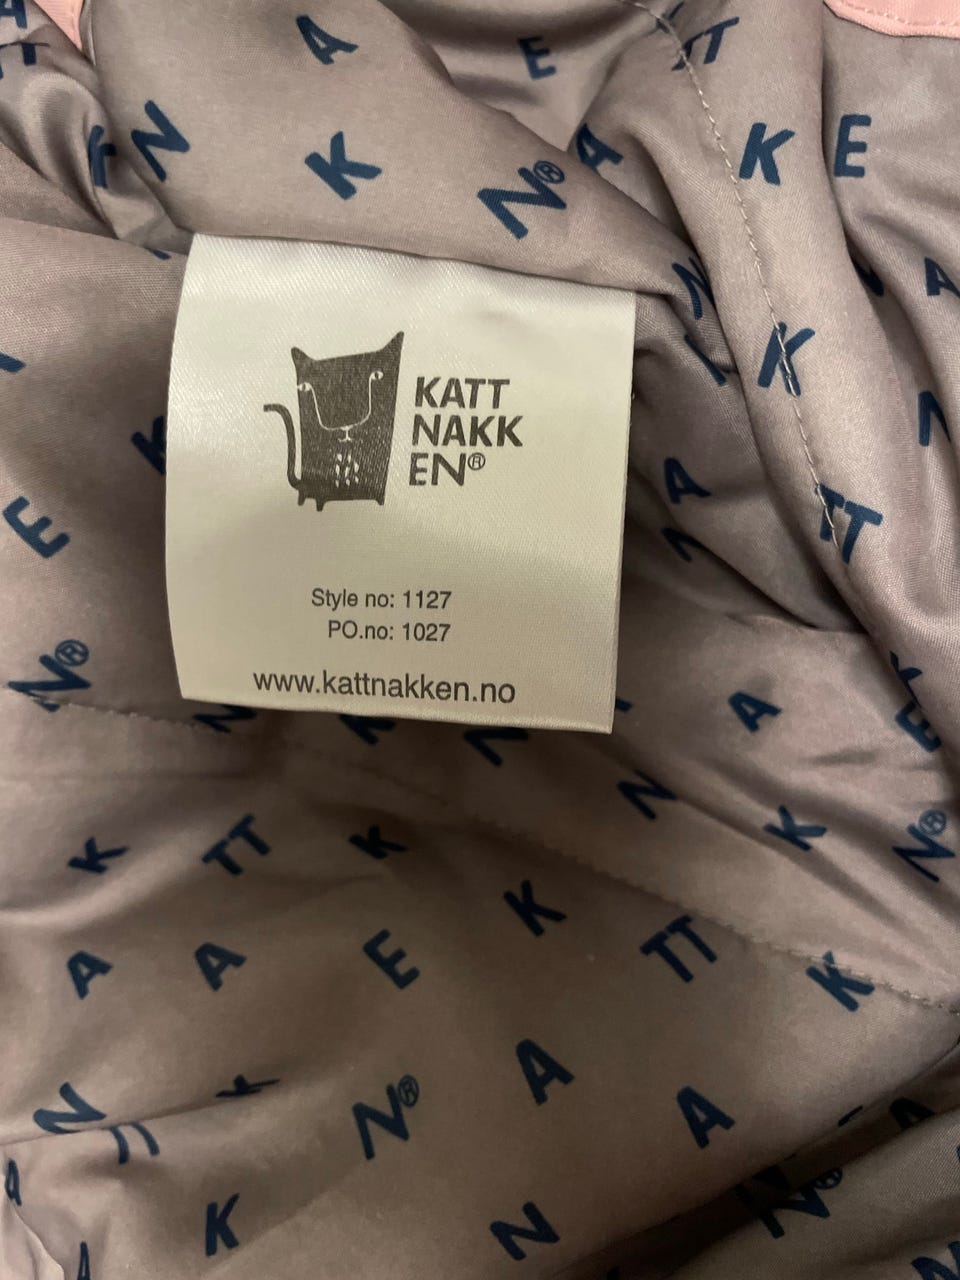 KATT
NAKK
EN®
Style no: 1127
PO.no: 1027
www.kattnakken.no